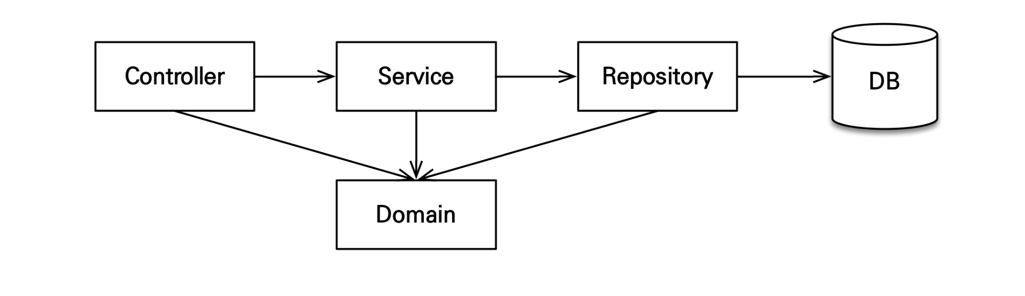 Controller
Service
Repository
DB
Domain